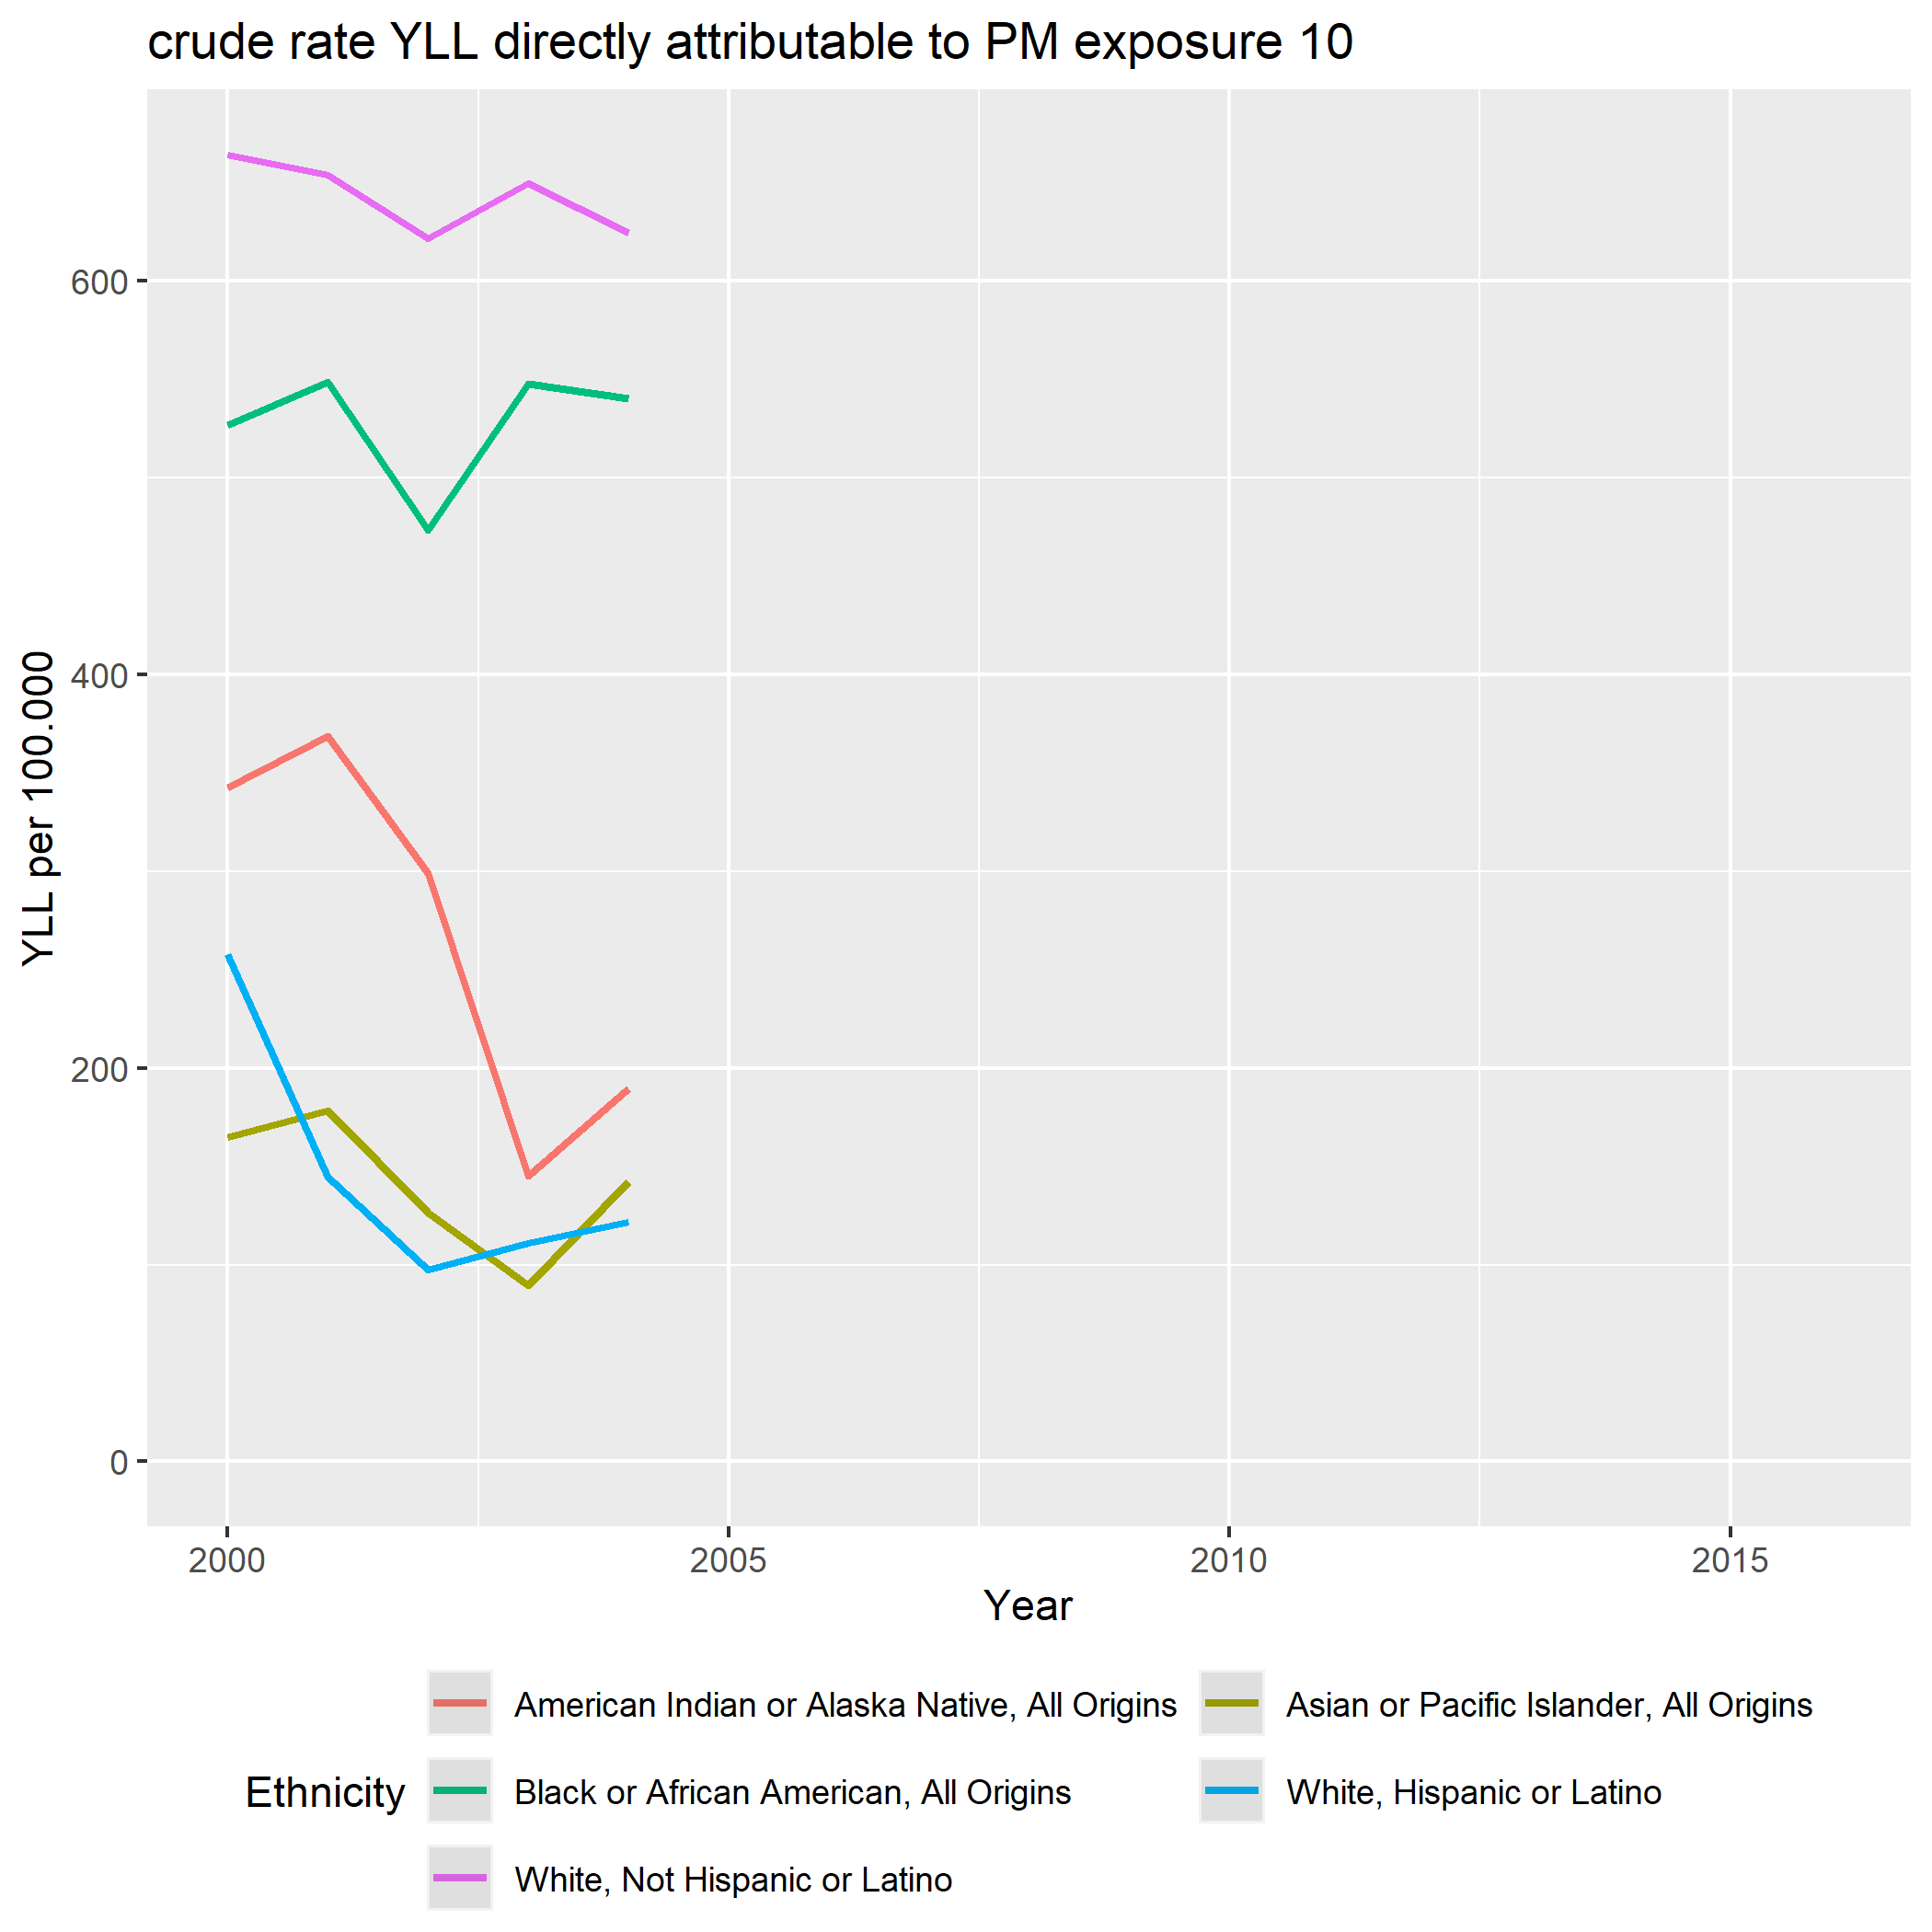 crude rate YLL directly attributable to PM exposure 10
YLL per 100.000
600
400
200
0
2000 2005 2010 2015
Year
Ethnicity
American Indian or Alaska Native, All Origins
Asian or Pacific Islander, All Origins
Black or African American, All Origins
White, Hispanic or Latino
White, Not Hispanic or Latino